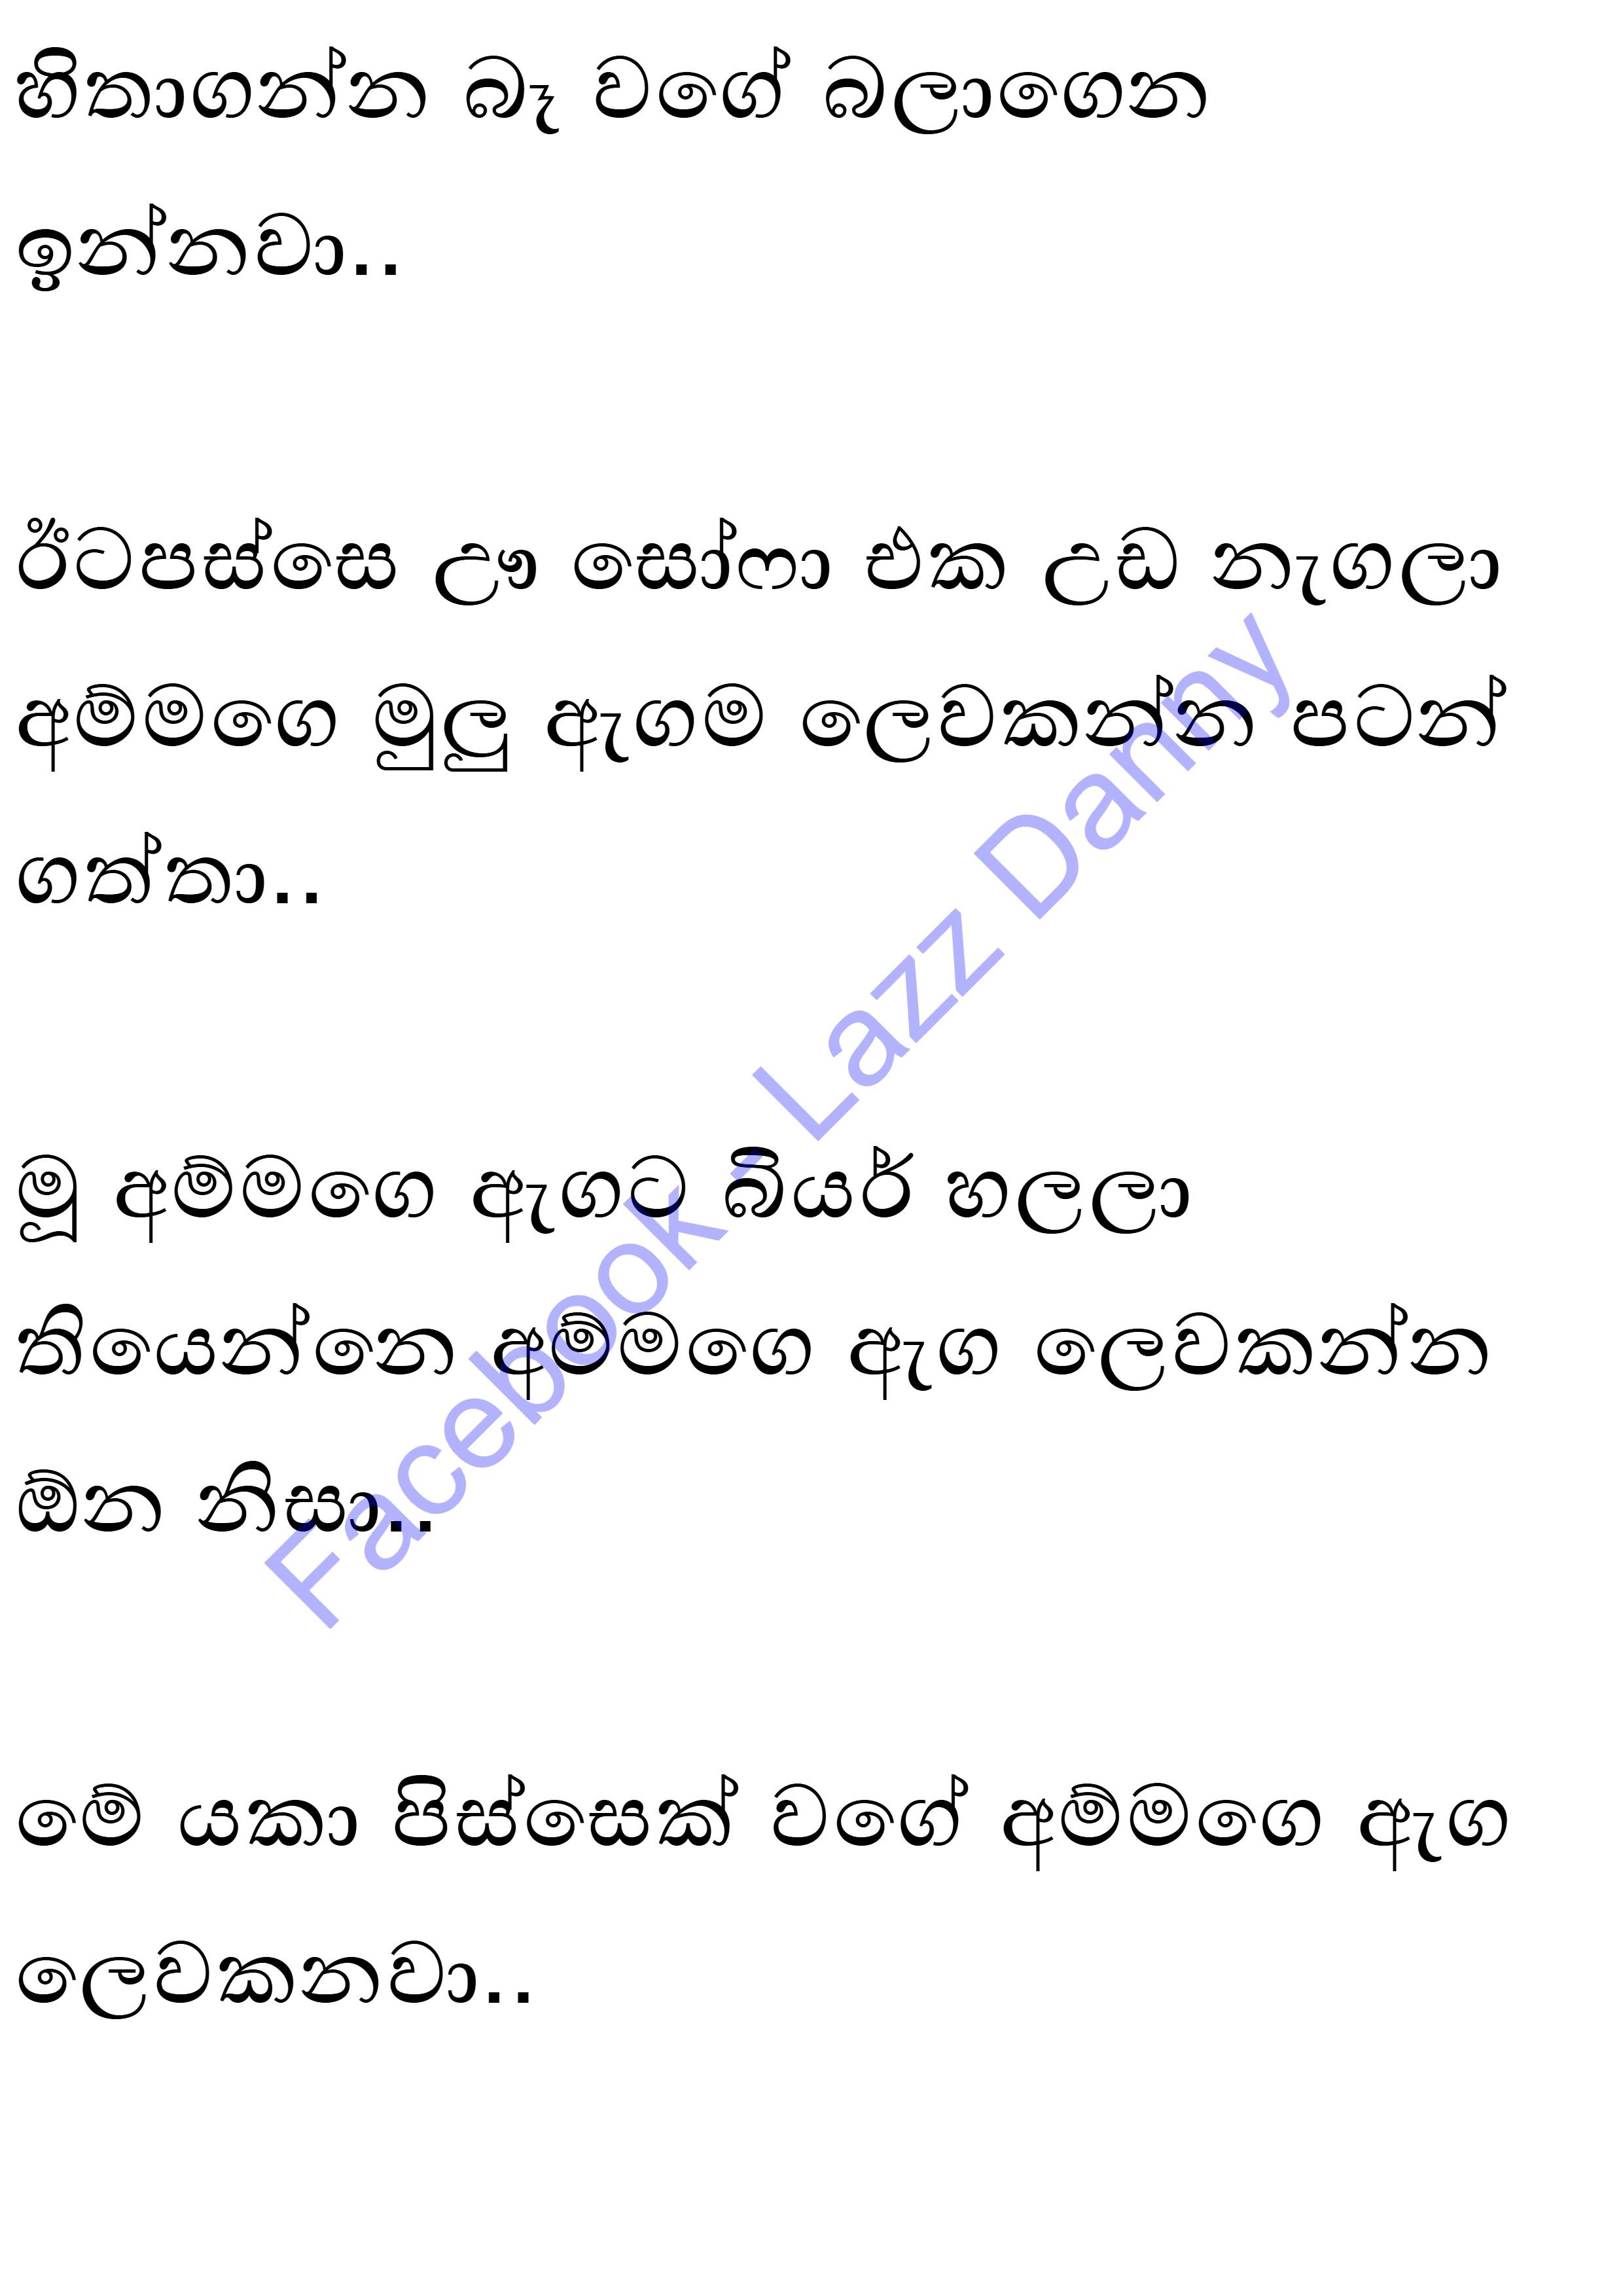 හිතාගන්න බෑ වගේ බලාගෙන
ඉන්නවා..
ඊටපස්සෙ ඌ සෝෆා එක උඩ නැගලා
අම්මගෙ මුලු ඇගම ලෙවකන්න පටන්
ගත්තා..
මූ අම්මගෙ ඇගට බියර් හලලා
තියෙන්නෙ අම්මගෙ ඇග ලෙවකන්න
ඕන නිසා..
මේ යකා පිස්සෙක් වගේ අම්මගෙ ඇග
ලෙවකනවා..
Facebook - Lazz Danny